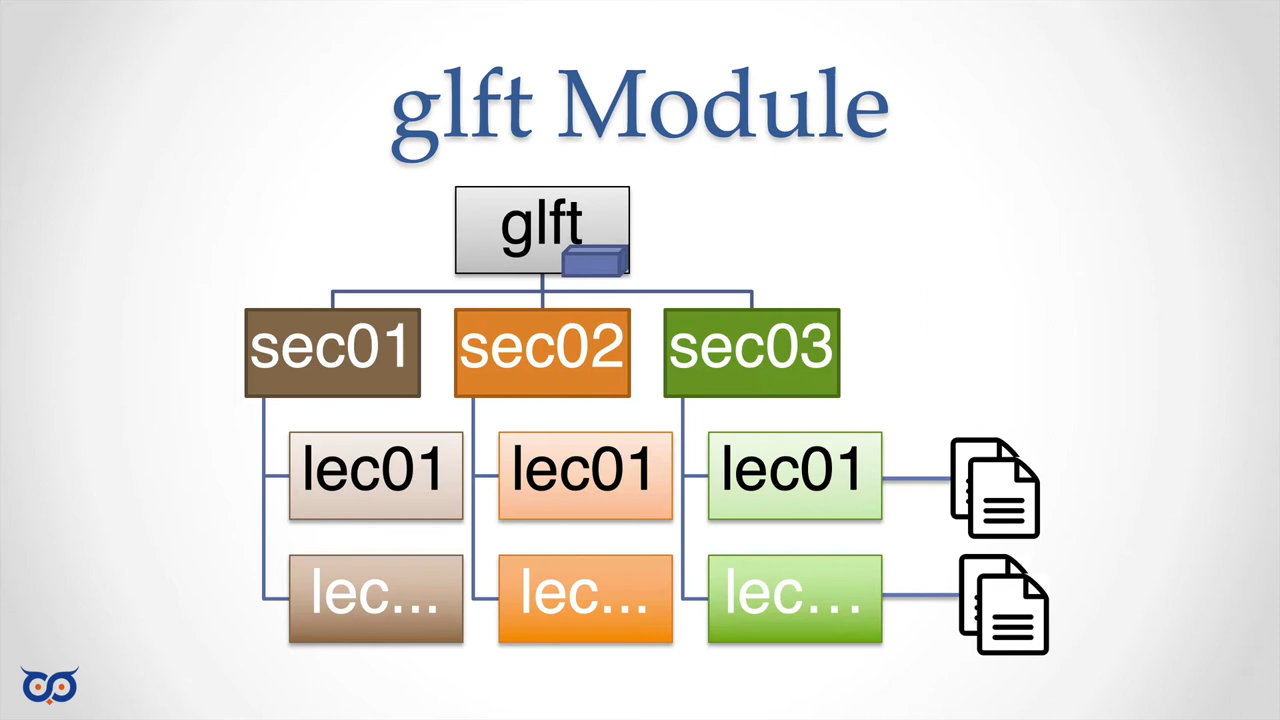 glft Module
glft
sec01 sec02 sec03
lec01 lec01 lec01
lec... lec... lec...